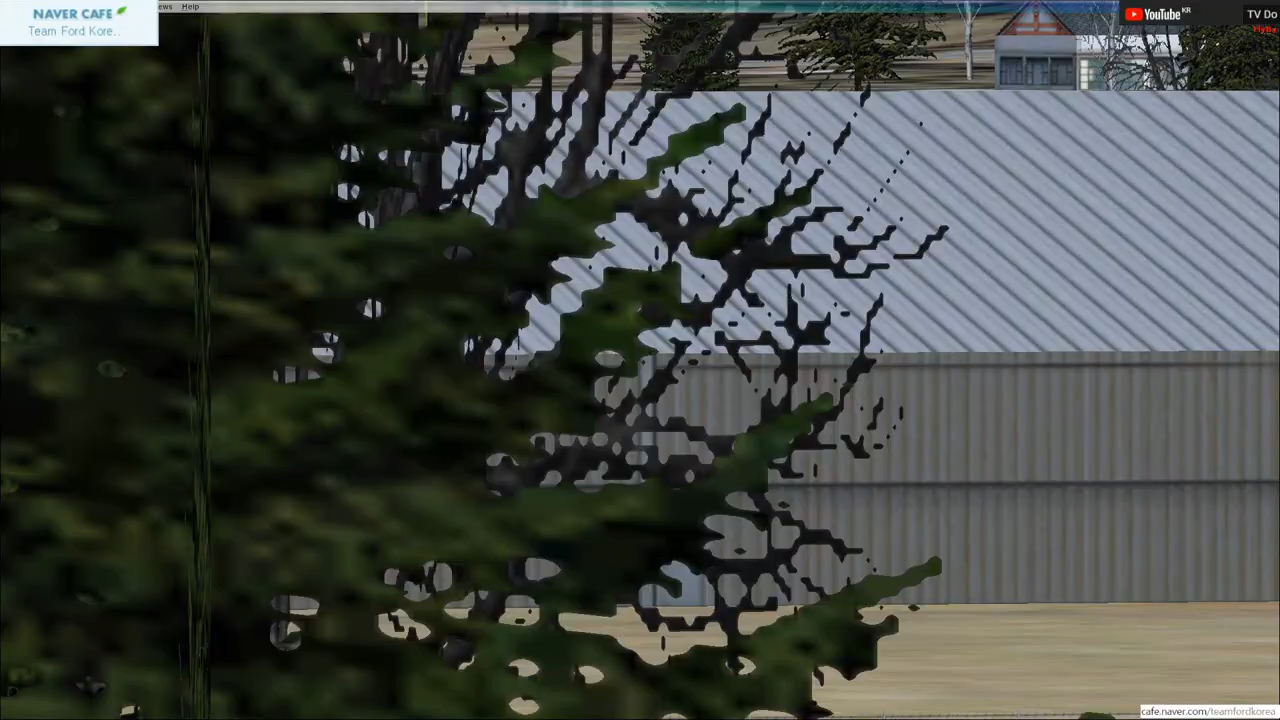 NAVER CAFE
Team Ford Kore..
ews Help
YouTube KR
TV Do
cafe.naver.com/teamfordkorea